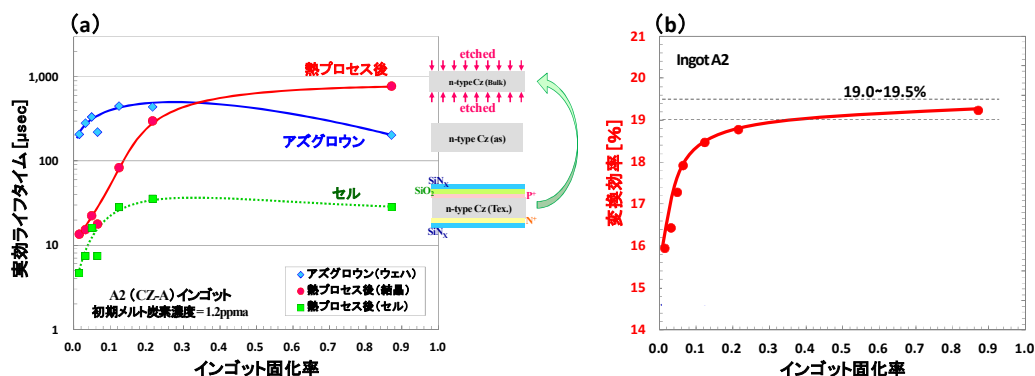 (a)
実効ライフタイム [μsec]
1,000
100
10
1
0.0 0.1 0.2 0.3 0.4 0.5 0.6 0.7 0.8 0.9 1.0
インゴット固化率
熱プロセス後
アズグロウン
セル
A2 (CZ-A) インゴット
初期メルト炭素濃度 = 1.2ppma
アズグロウン(ウェハ)
熱プロセス後(結晶)
熱プロセス後(セル)
etched
n-type Cz (Bulk)
etched
n-type Cz (as)
SiNX
SiO2
P+
n-type Cz (Tex.)
N+
SiNX
(b)
変換効率 [%]
21
20
19
18
17
16
15
14
0.0 0.1 0.2 0.3 0.4 0.5 0.6 0.7 0.8 0.9 1.0
インゴット固化率
Ingot A2
19.0~19.5%